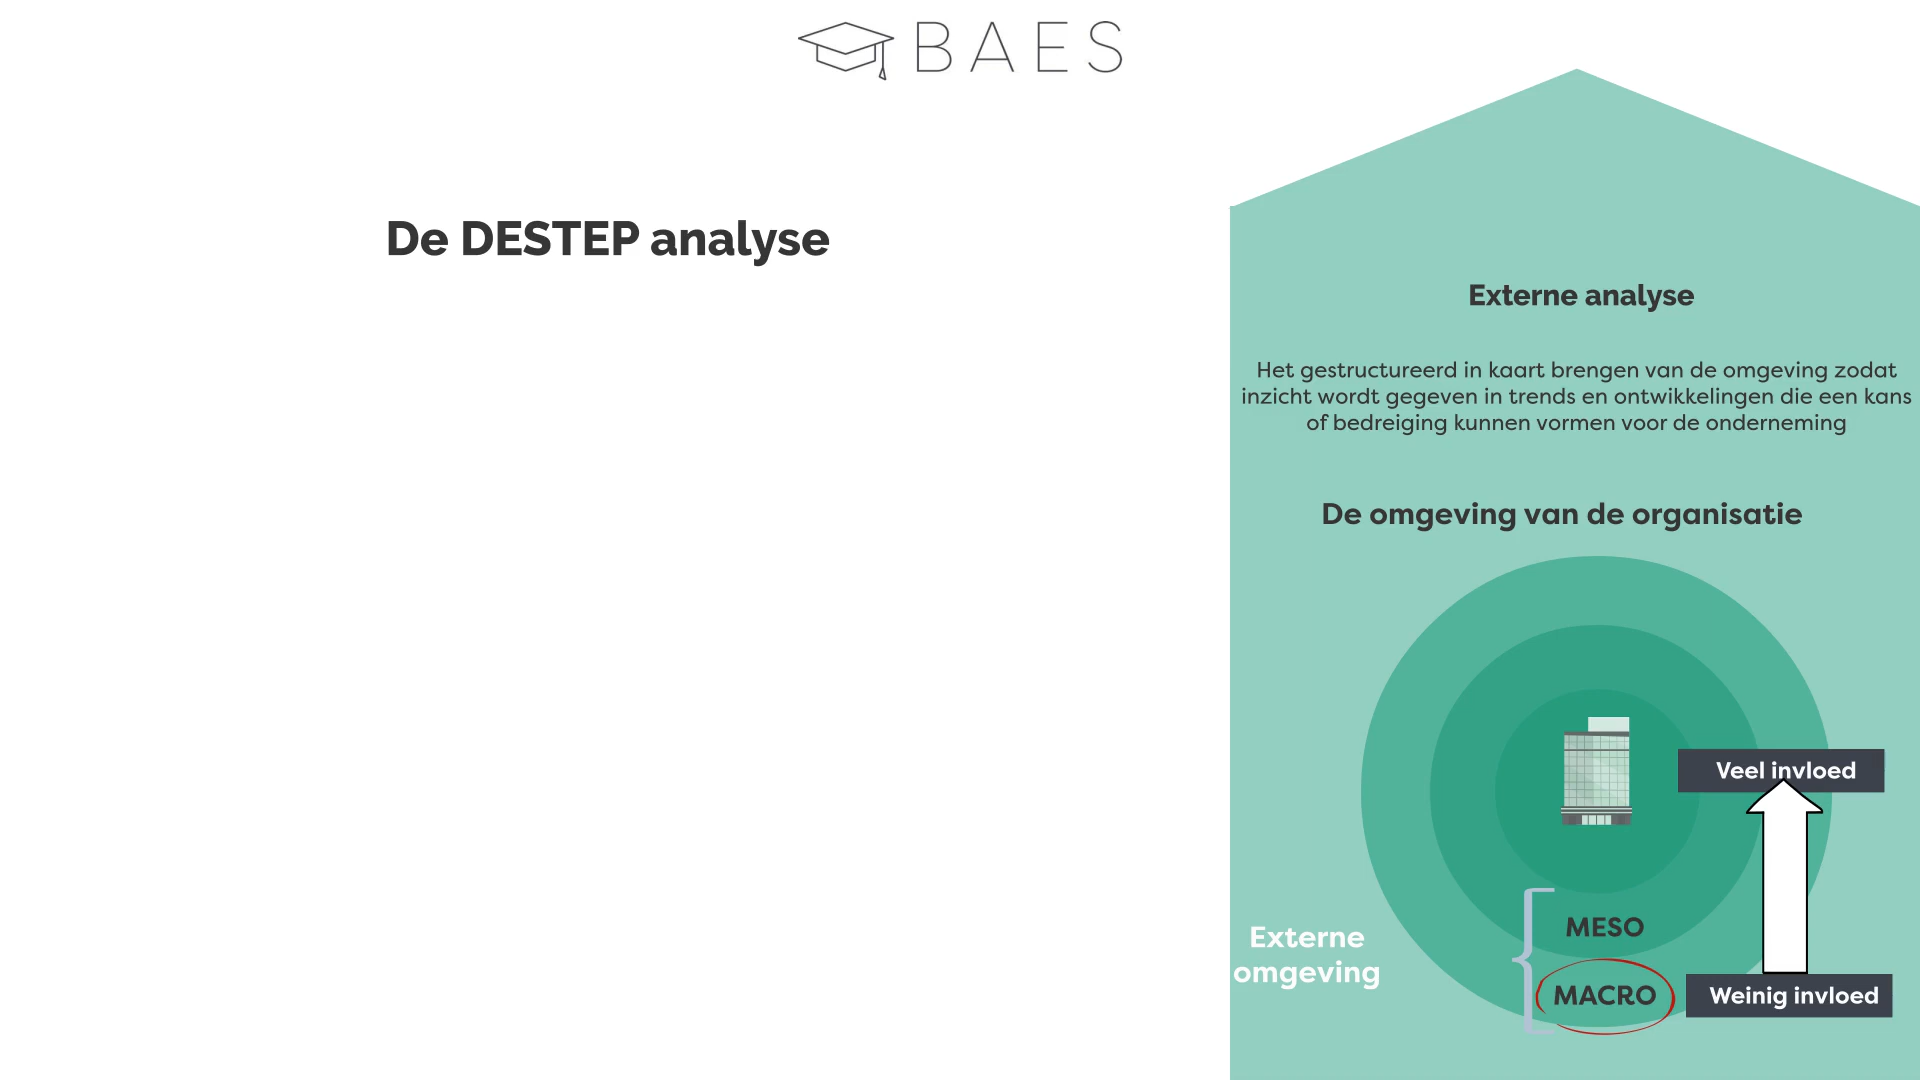 BAES
De DESTEP analyse
Externe analyse
Het gestructureerd in kaart brengen van de omgeving zodat
inzicht wordt gegeven in trends en ontwikkelingen die een kans
of bedreiging kunnen vormen voor de onderneming
De omgeving van de organisatie
Veel invloed
MESO
Externe
omgeving
MACRO
Weinig invloed